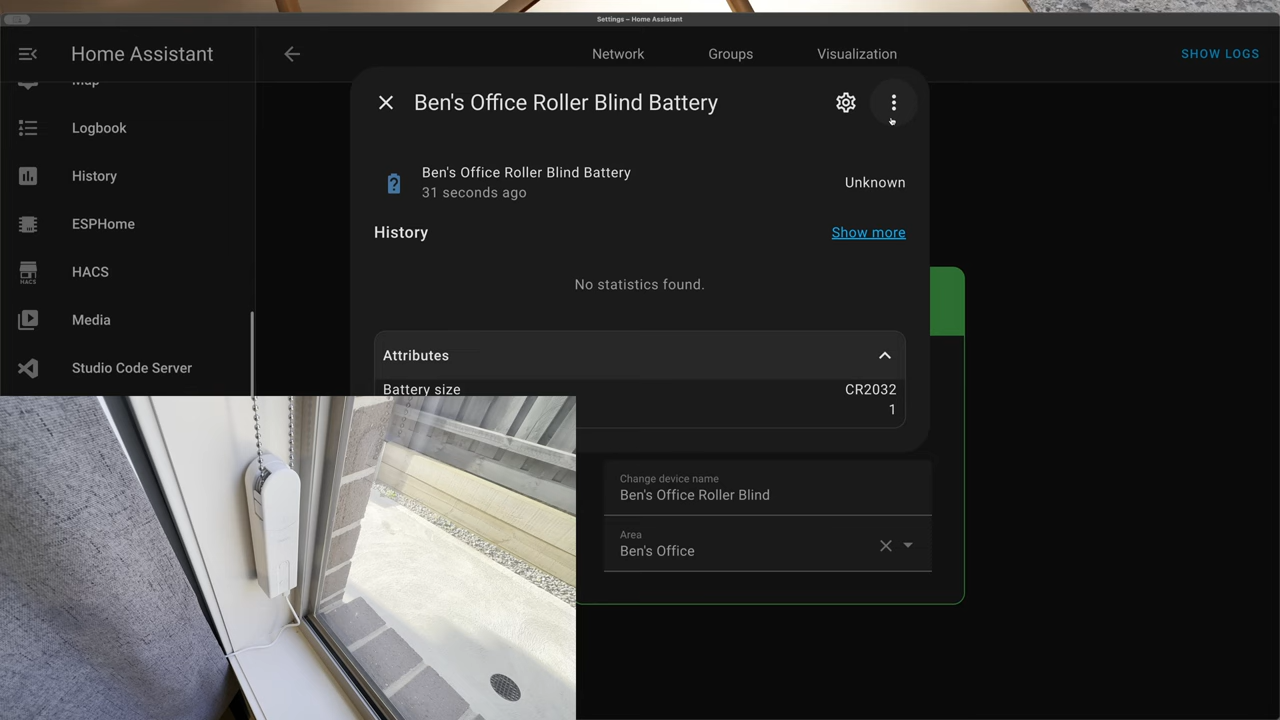 Settings – Home Assistant
Home Assistant
Network
Groups
Visualization
SHOW LOGS
Map
Logbook
History
ESPHome
HACS
HACS
Media
Studio Code Server
Ben's Office Roller Blind Battery
Ben's Office Roller Blind Battery
31 seconds ago
Unknown
History
Show more
No statistics found.
Attributes
Battery size
CR2032
1
Change device name
Ben's Office Roller Blind
Area
Ben's Office